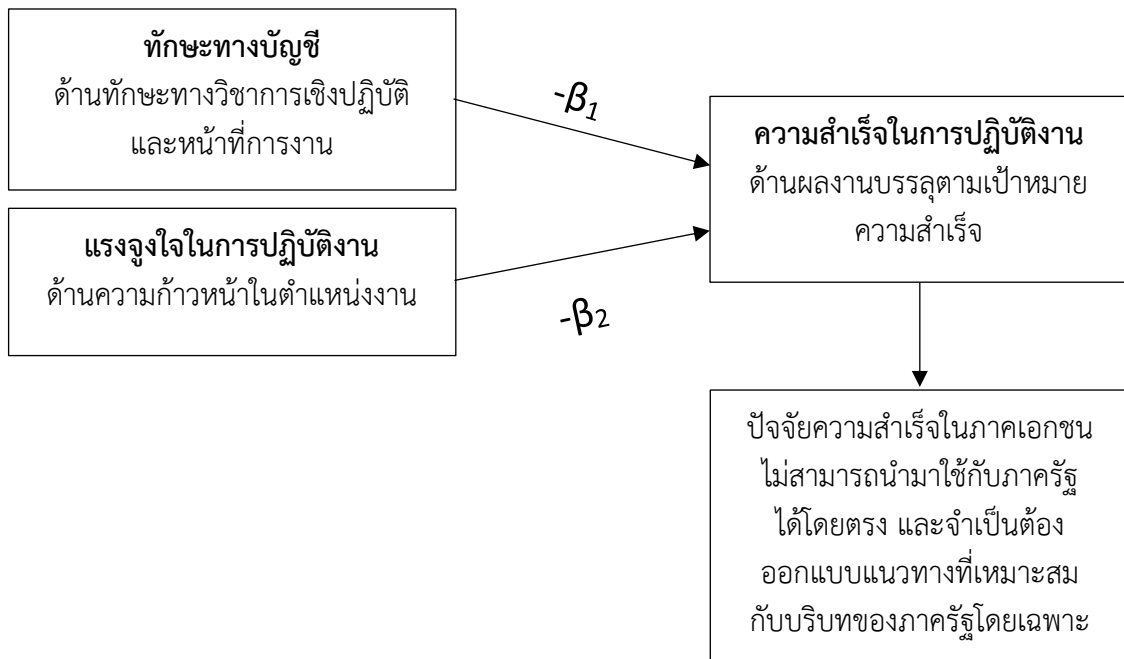 ทักษะทางบัญชี
ด้านทักษะทางวิชาการเชิงปฏิบัติ
และหน้าที่การงาน
-β1
ความสำเร็จในการปฏิบัติงาน
ด้านผลงานบรรลุตามเป้าหมาย
ความสำเร็จ
แรงจูงใจในการปฏิบัติงาน
ด้านความก้าวหน้าในตำแหน่งงาน
-β2
ปัจจัยความสำเร็จในภาคเอกชน
ไม่สามารถนำมาใช้กับภาครัฐ
ได้โดยตรง และจำเป็นต้อง
ออกแบบแนวทางที่เหมาะสม
กับบริบทของภาครัฐโดยเฉพาะ